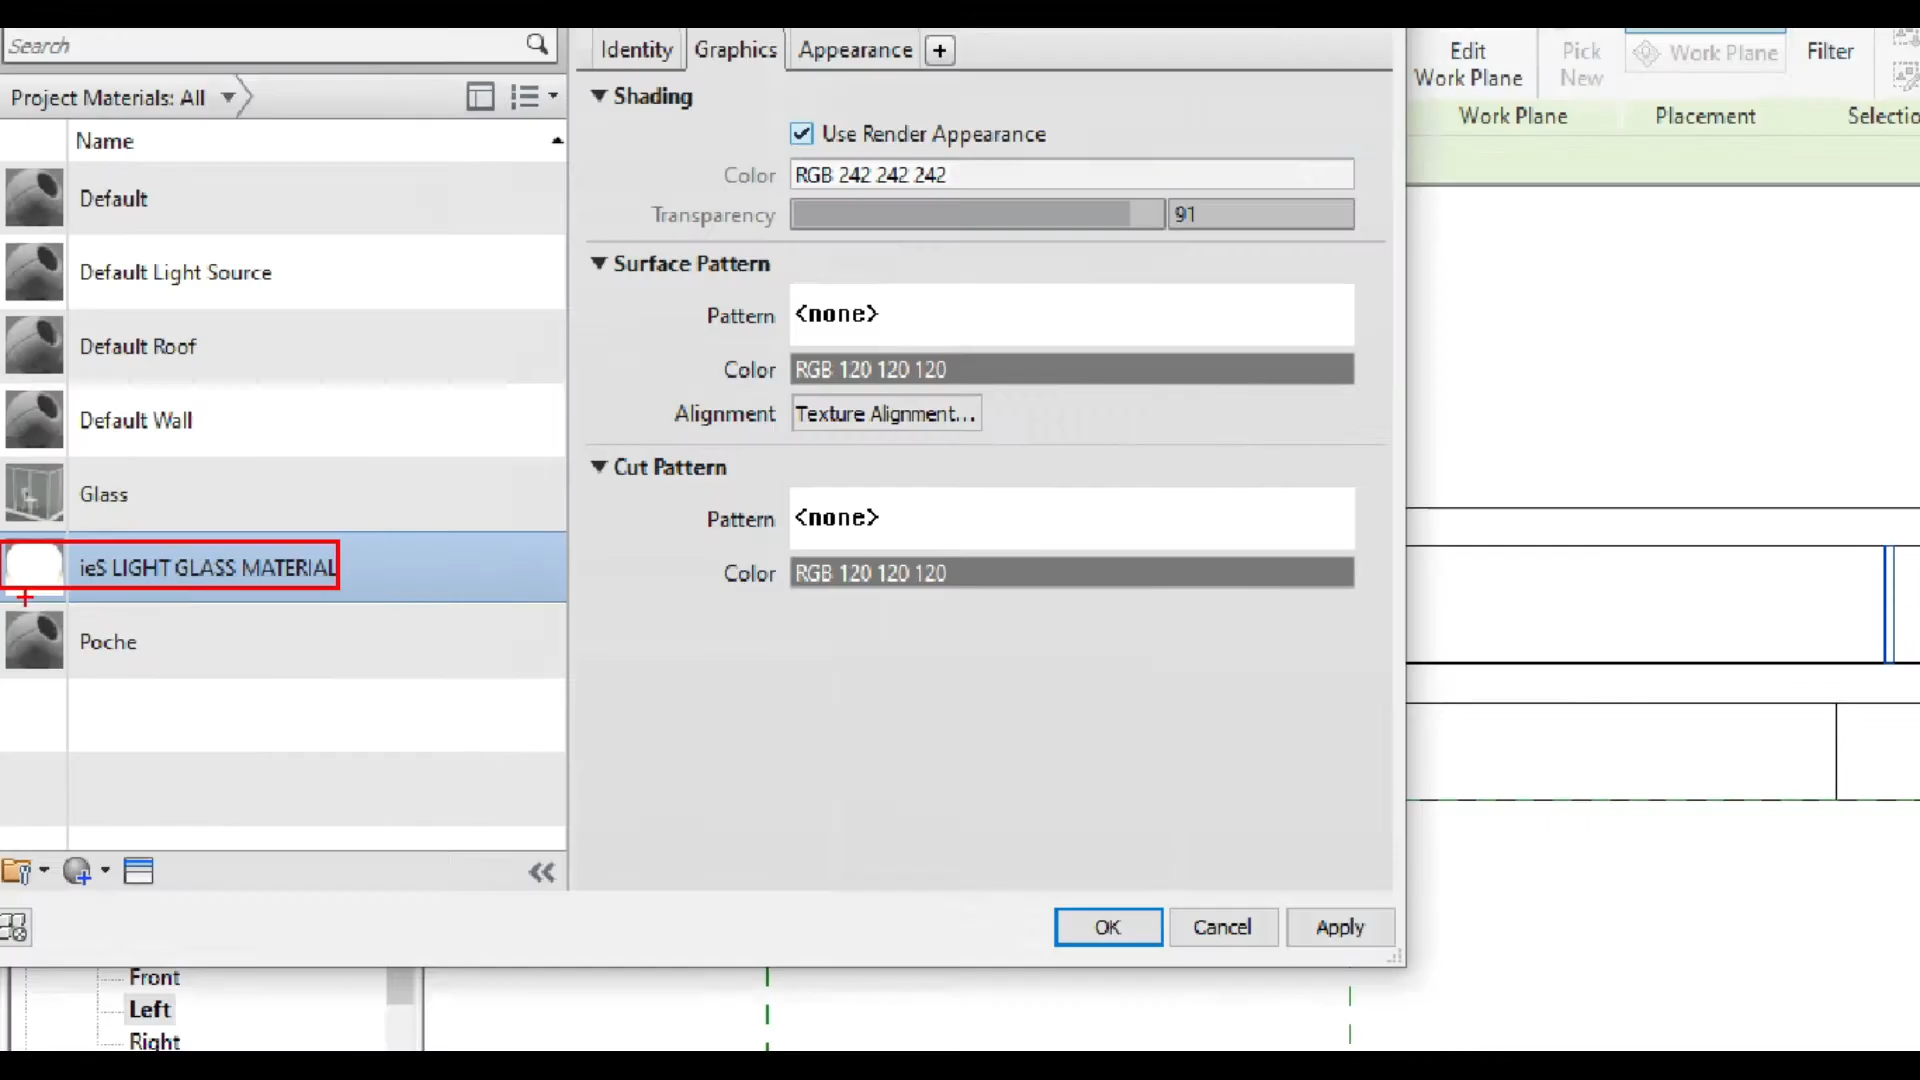 Search
Project Materials: All
Name
Default
Default Light Source
Default Roof
Default Wall
Glass
ieS LIGHT GLASS MATERIAL
Poche
Identity
Graphics
Appearance
+
Shading
Use Render Appearance
Color
RGB 242 242 242
Transparency
91
Surface Pattern
Pattern
<none>
Color
RGB 120 120 120
Alignment
Texture Alignment...
Cut Pattern
Pattern
<none>
Color
RGB 120 120 120
OK
Cancel
Apply
Edit
Work Plane
Pick
New
Work Plane
Filter
Work Plane
Placement
Selectio
Front
Left
Right